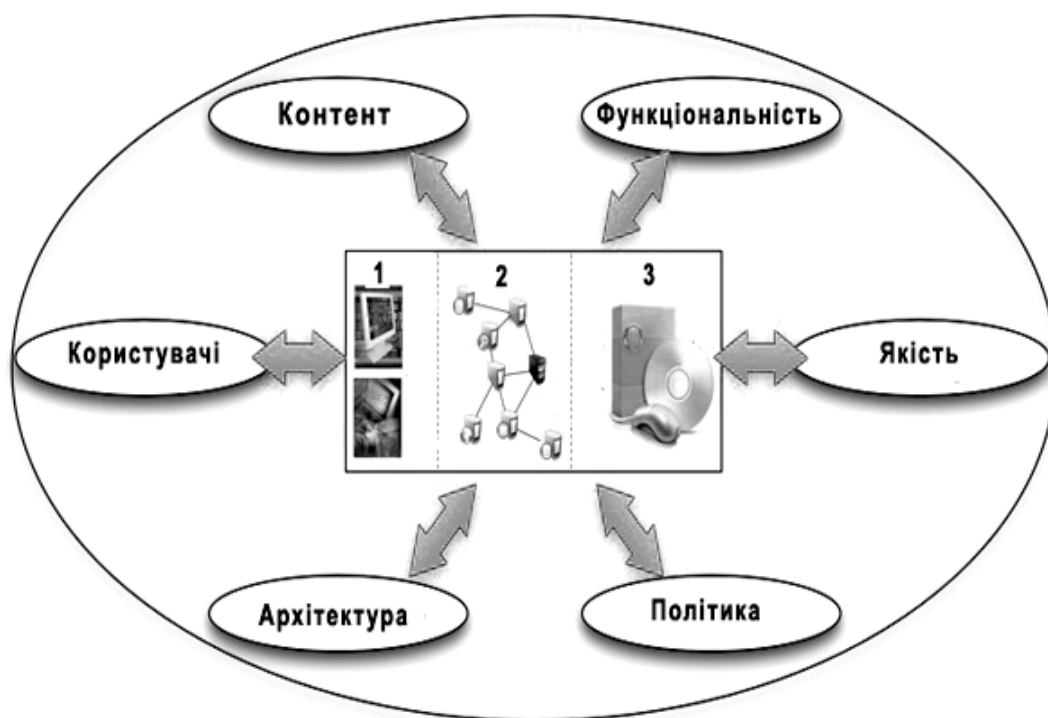 Контент
Функціональність
1
2
3
Користувачі
Якість
Архітектура
Політика